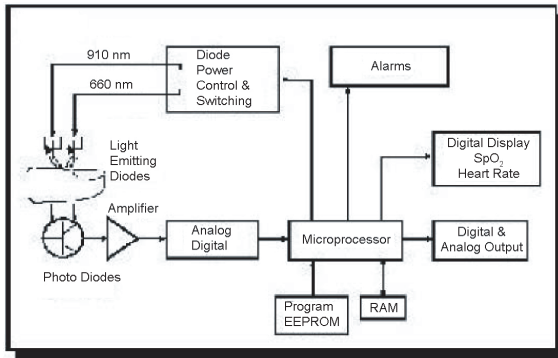 910 nm
660 nm
Diode
Power
Control &
Switching
Alarms
Light
Emitting
Diodes
Digital Display
SpO₂
Heart Rate
Amplifier
Analog
Digital
Microprocessor
Digital &
Analog Output
Photo Diodes
Program
EEPROM
RAM